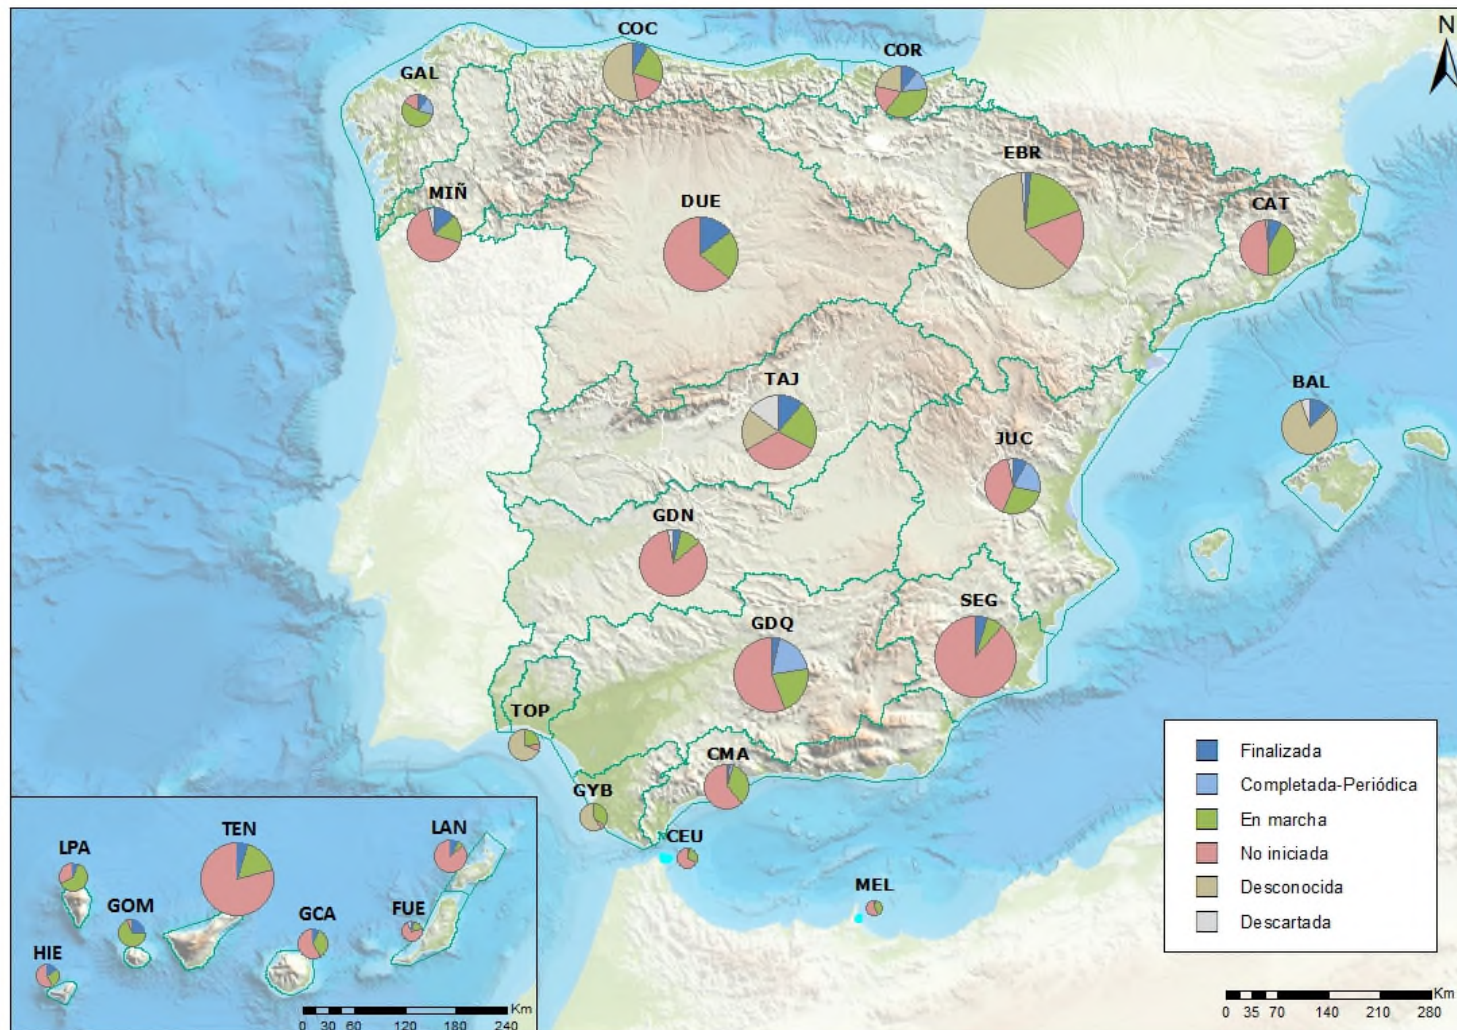 COC
COR
N
GAL
EBR
MIÑ
DUE
CAT
TAJ
BAL
JUC
GDN
SEG
GDQ
TOP
CMA
GYB
CEU
MEL
Finalizada
Completada-Periódica
En marcha
No iniciada
Desconocida
Descartada
TEN
LAN
LPA
GOM
GCA
FUE
HIE
Km
0 30 60 120 180 240
Km
0 35 70 140 210 280